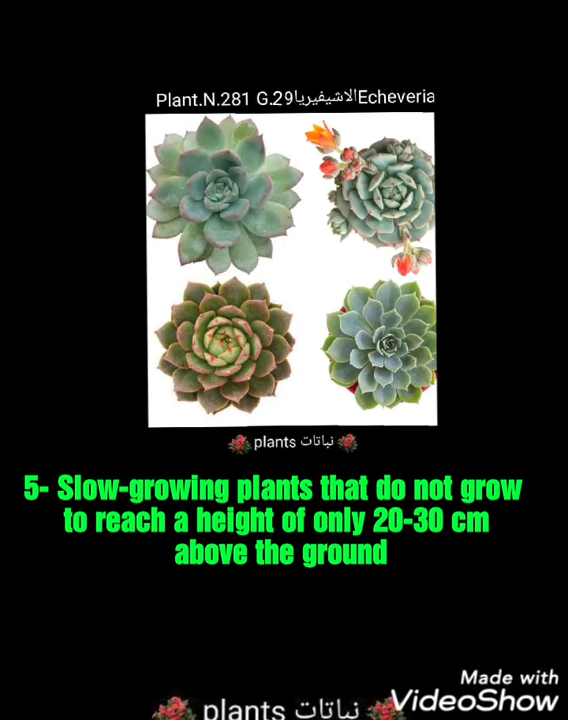 Plant.N.281 G.29الاشيفيرياEcheveria
plants نباتات
5- Slow-growing plants that do not grow
to reach a height of only 20-30 cm
above the ground
Made with
VideoShow
plants نباتات